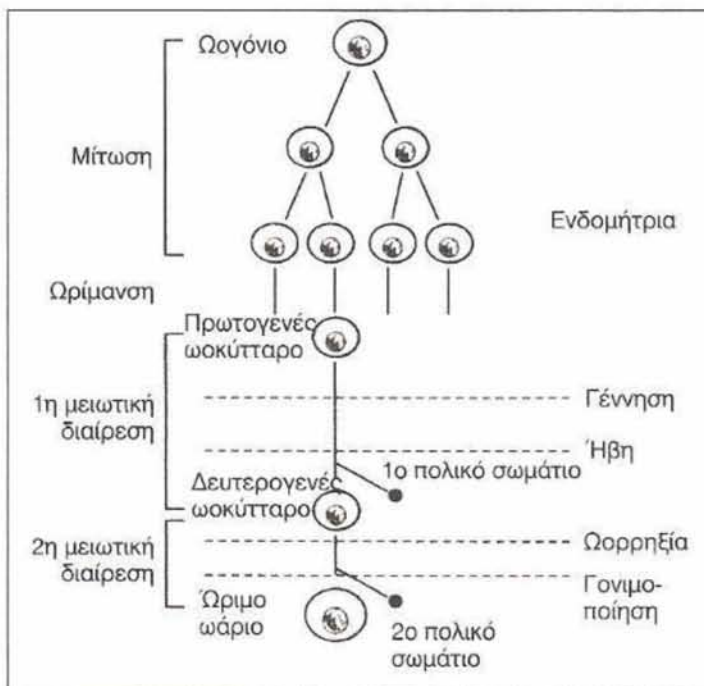 Ωογόνιο
Μίτωση
Ενδομήτρια
Ωρίμανση
Πρωτογενές
ωοκύτταρο
1η μειωτική
διαίρεση
Γέννηση
Ήβη
1ο πολικό σωμάτιο
Δευτερογενές
ωοκύτταρο
2η μειωτική
διαίρεση
Ωορρηξία
Γονιμο-
ποίηση
Ώριμο
ωάριο
2ο πολικό
σωμάτιο